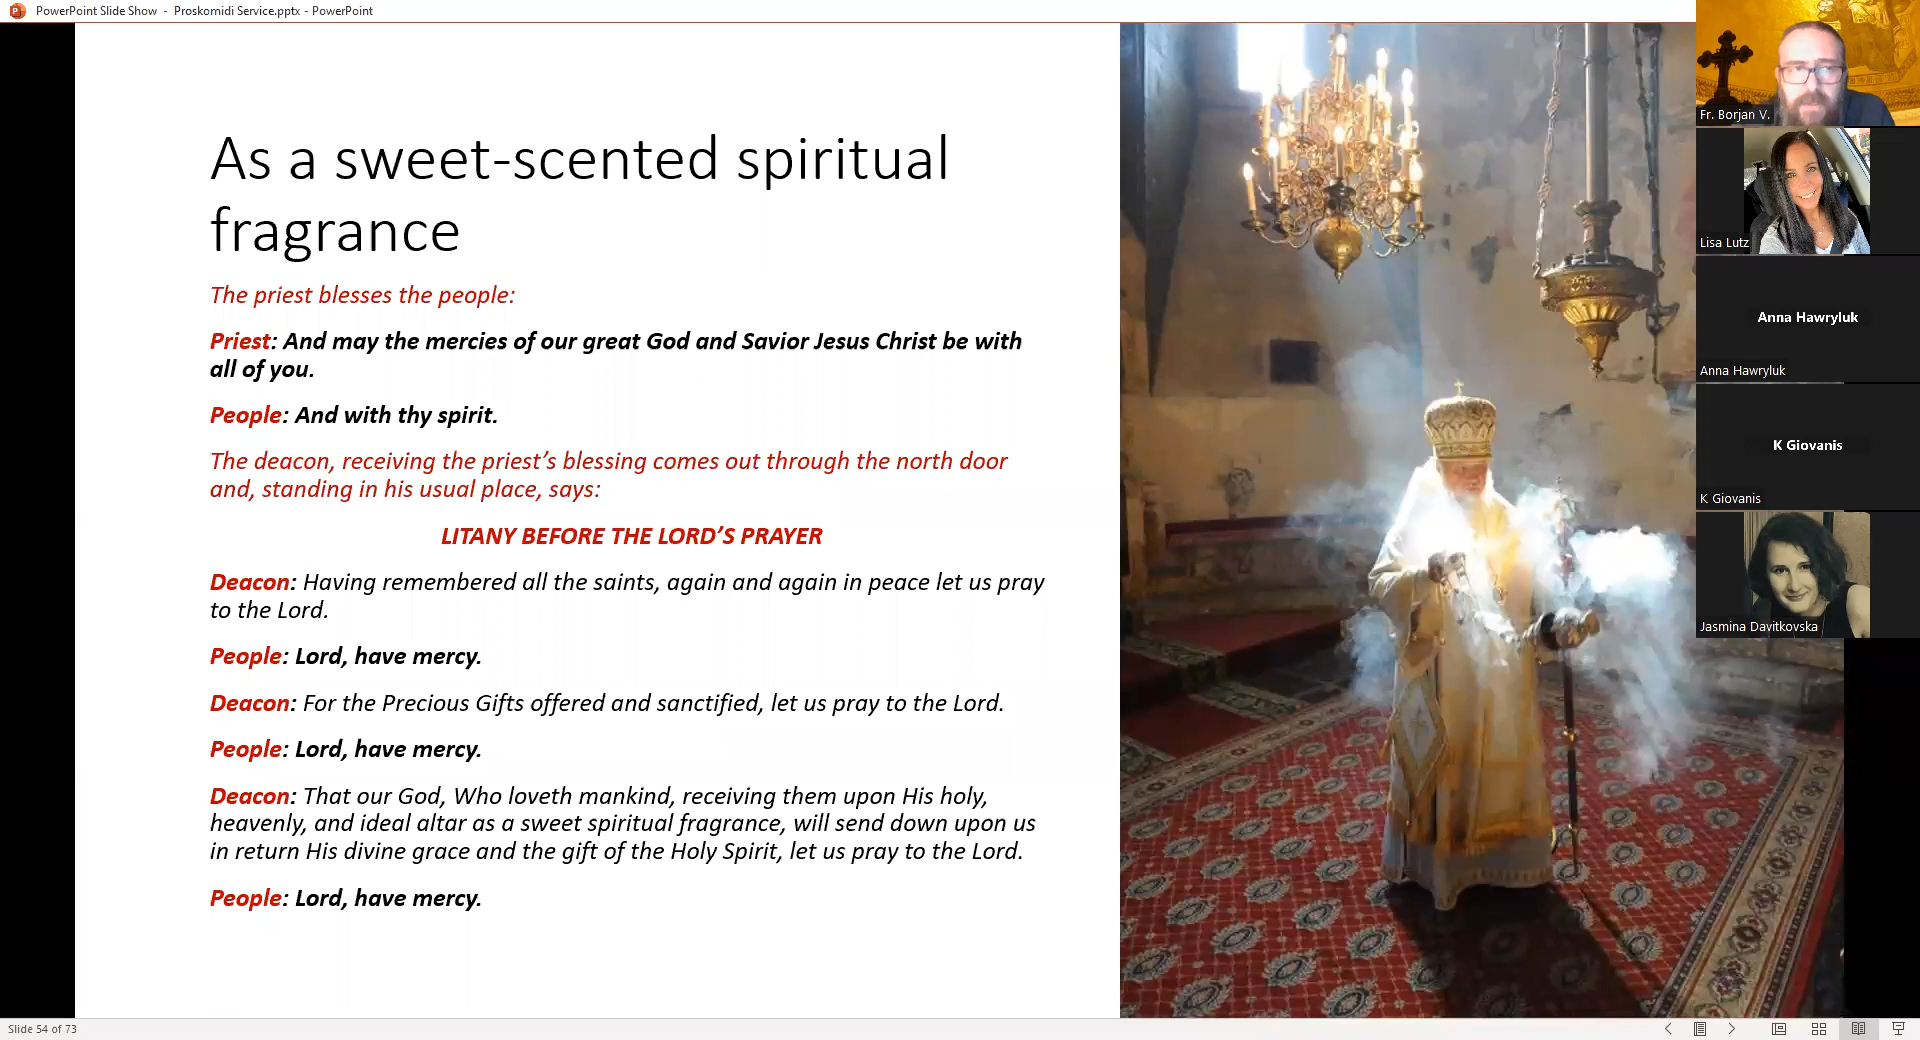 PowerPoint Slide Show - Proskomidi Service.pptx - PowerPoint
As a sweet-scented spiritual
fragrance
The priest blesses the people:
Priest: And may the mercies of our great God and Savior Jesus Christ be with
all of you.
People: And with thy spirit.
The deacon, receiving the priest’s blessing comes out through the north door
and, standing in his usual place, says:
LITANY BEFORE THE LORD’S PRAYER
Deacon: Having remembered all the saints, again and again in peace let us pray
to the Lord.
People: Lord, have mercy.
Deacon: For the Precious Gifts offered and sanctified, let us pray to the Lord.
People: Lord, have mercy.
Deacon: That our God, Who loveth mankind, receiving them upon His holy,
heavenly, and ideal altar as a sweet spiritual fragrance, will send down upon us
in return His divine grace and the gift of the Holy Spirit, let us pray to the Lord.
People: Lord, have mercy.
Fr. Borjan V.
Lisa Lutz
Anna Hawryluk
Anna Hawryluk
K Giovanis
K Giovanis
Jasmina Davitkovska
Slide 54 of 73